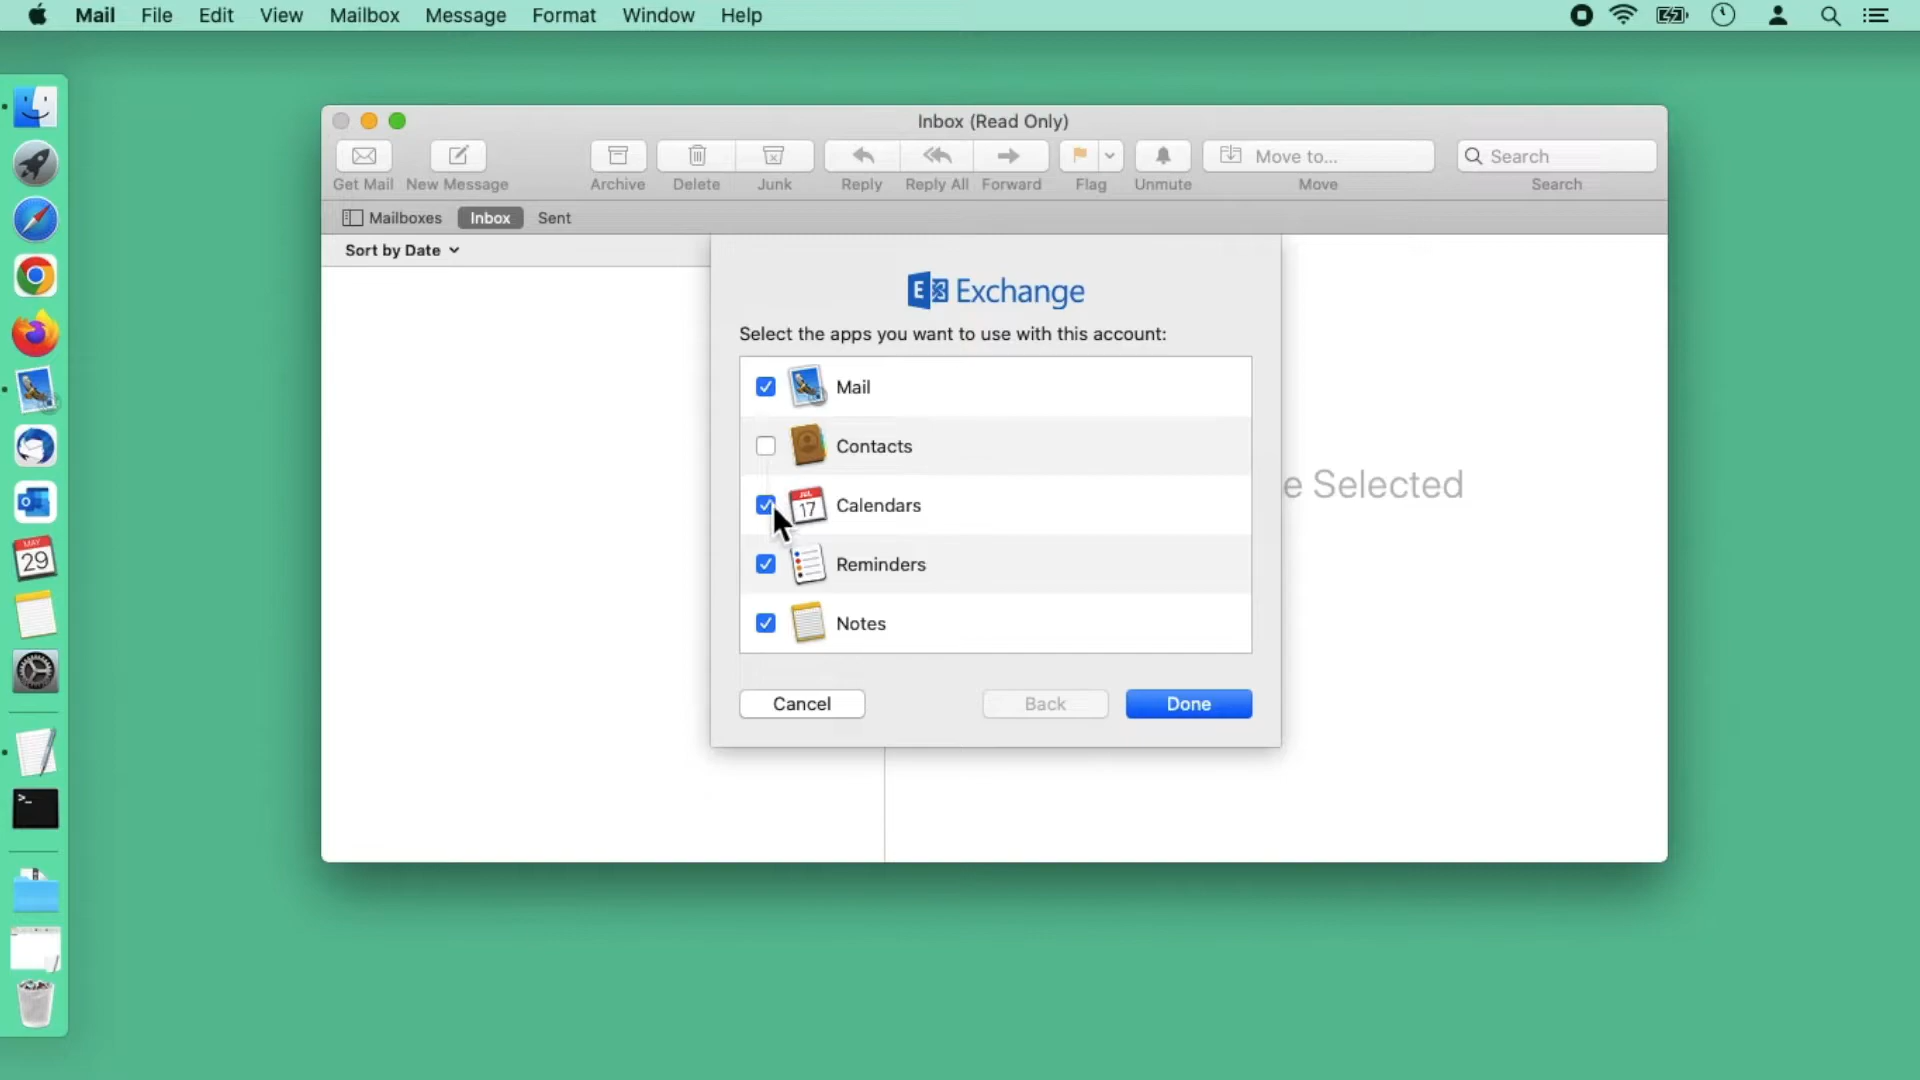 Mail File Edit View Mailbox Message Format Window Help
Inbox (Read Only)
Move to... Search
Get Mail New Message Archive Delete Junk Reply Reply All Forward Flag Unmute Move Search
Mailboxes Inbox Sent
Sort by Date
E Exchange
Select the apps you want to use with this account:
Mail
Contacts
JUL
17
Calendars
e Selected
Reminders
Notes
Cancel Back Done
MAY
29